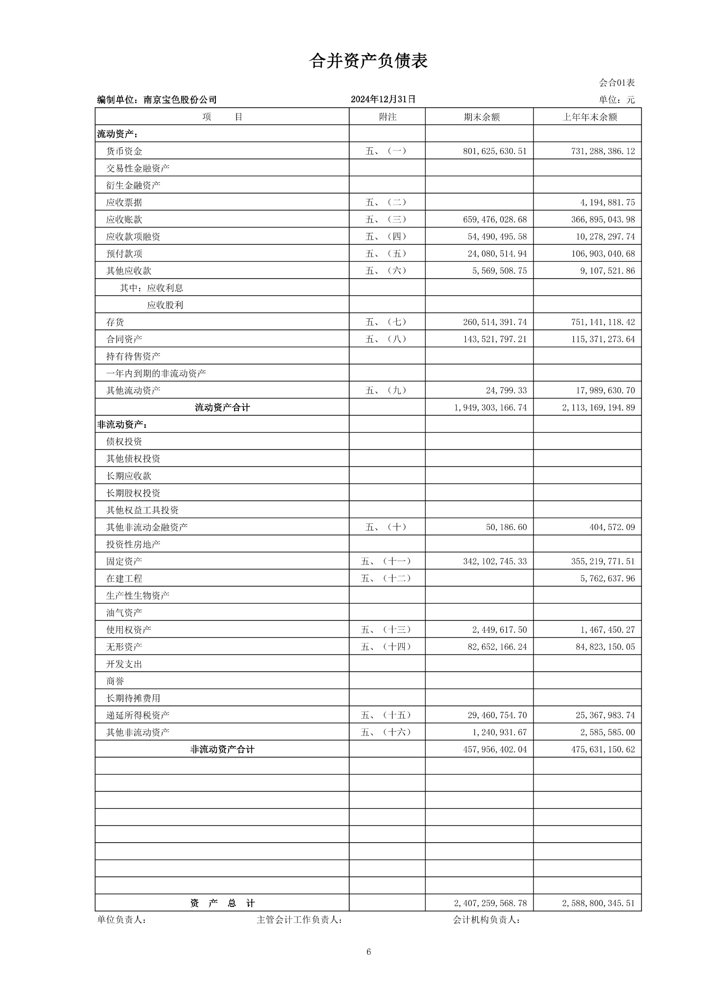 合并资产负债表
会合01表
编制单位：南京宝色股份公司 2024年12月31日 单位：元
项 目 附注 期末余额 上年年末余额
流动资产：
货币资金 五、（一） 801,625,630.51 731,288,386.12
交易性金融资产
衍生金融资产
应收票据 五、（二） 4,194,881.75
应收账款 五、（三） 659,476,028.68 366,895,043.98
应收款项融资 五、（四） 54,490,495.58 10,278,297.74
预付款项 五、（五） 24,080,514.94 106,903,040.68
其他应收款 五、（六） 5,569,508.75 9,107,521.86
其中：应收利息
应收股利
存货 五、（七） 260,514,391.74 751,141,118.42
合同资产 五、（八） 143,521,797.21 115,371,273.64
持有待售资产
一年内到期的非流动资产
其他流动资产 五、（九） 24,799.33 17,989,630.70
流动资产合计 1,949,303,166.74 2,113,169,194.89
非流动资产：
债权投资
其他债权投资
长期应收款
长期股权投资
其他权益工具投资
其他非流动金融资产 五、（十） 50,186.60 404,572.09
投资性房地产
固定资产 五、（十一） 342,102,745.33 355,219,771.51
在建工程 五、（十二） 5,762,637.96
生产性生物资产
油气资产
使用权资产 五、（十三） 2,449,617.50 1,467,450.27
无形资产 五、（十四） 82,652,166.24 84,823,150.05
开发支出
商誉
长期待摊费用
递延所得税资产 五、（十五） 29,460,754.70 25,367,983.74
其他非流动资产 五、（十六） 1,240,931.67 2,585,585.00
非流动资产合计 457,956,402.04 475,631,150.62
资 产 总 计 2,407,259,568.78 2,588,800,345.51
单位负责人： 主管会计工作负责人： 会计机构负责人：
6